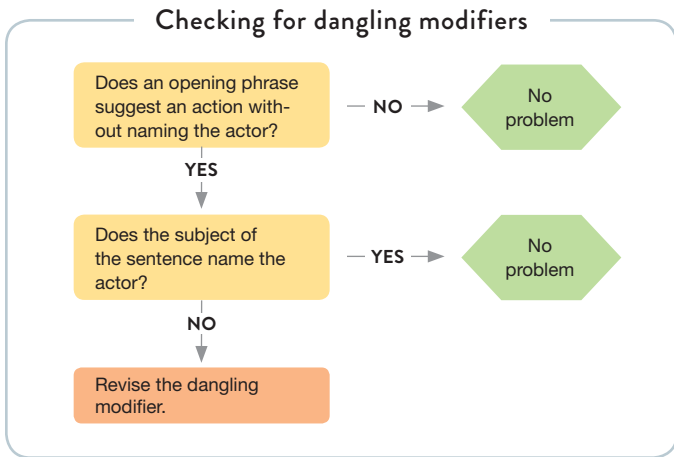 Checking for dangling modifiers
Does an opening phrase
suggest an action with-
out naming the actor?
NO
No
problem
YES
Does the subject of
the sentence name the
actor?
YES
No
problem
NO
Revise the dangling
modifier.